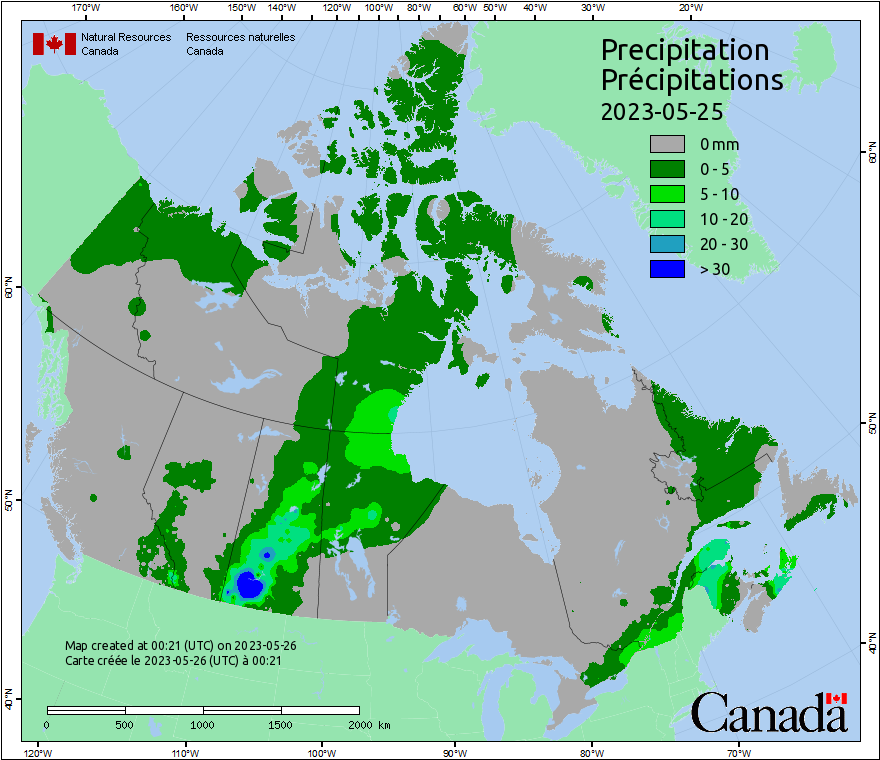 170°W 160°W 150°W 140°W 130°W 120°W 110°W 100°W 90°W 80°W 70°W 60°W 50°W 40°W 30°W 20°W
Natural Resources Canada
Ressources naturelles Canada
Precipitation
Précipitations
2023-05-25
0 mm
0 - 5
5 - 10
10 - 20
20 - 30
> 30
60°N
60°N
50°N
50°N
40°N
40°N
Map created at 00:21 (UTC) on 2023-05-26
Carte créée le 2023-05-26 (UTC) à 00:21
0 500 1000 1500 2000 km
Canada
120°W 110°W 100°W 90°W 80°W 70°W